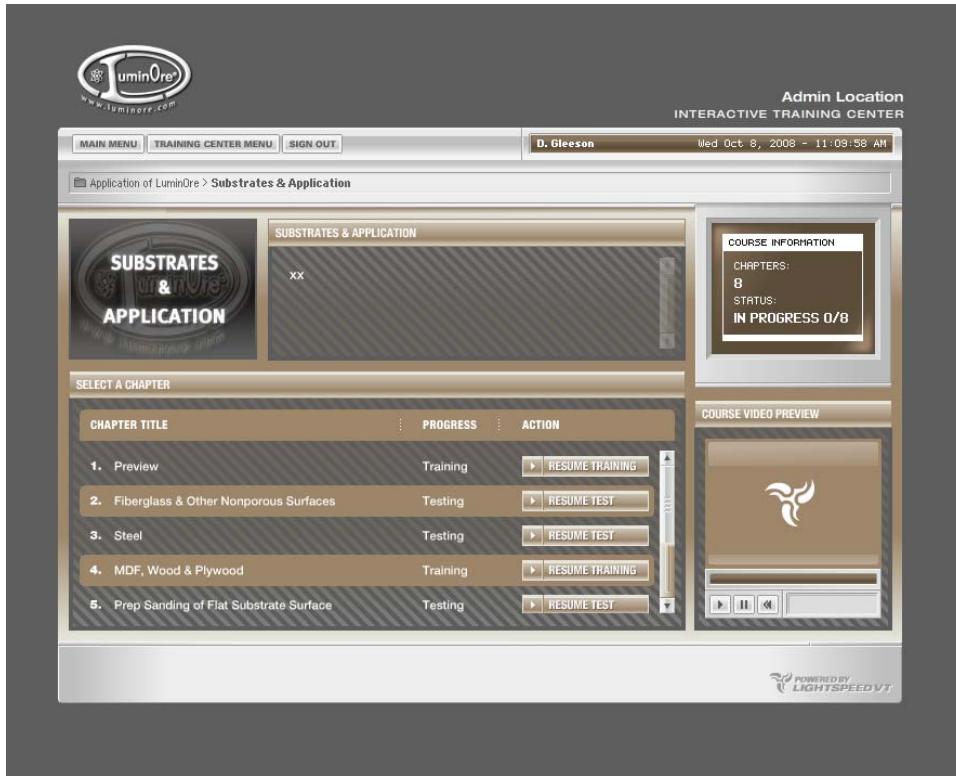 LuminOre
www.luminore.com
Admin Location
INTERACTIVE TRAINING CENTER
MAIN MENU TRAINING CENTER MENU SIGN OUT D. Gleeson Wed Oct 8, 2008 - 11:09:58 AM
Application of LuminOre > Substrates & Application
SUBSTRATES
&
APPLICATION
SUBSTRATES & APPLICATION
xx
COURSE INFORMATION
CHAPTERS:
8
STATUS:
IN PROGRESS 0/8
SELECT A CHAPTER
CHAPTER TITLE PROGRESS ACTION
1. Preview Training RESUME TRAINING
2. Fiberglass & Other Nonporous Surfaces Testing RESUME TEST
3. Steel Testing RESUME TEST
4. MDF, Wood & Plywood Training RESUME TRAINING
5. Prep Sanding of Flat Substrate Surface Testing RESUME TEST
COURSE VIDEO PREVIEW
POWERED BY
LIGHTSPEED VT